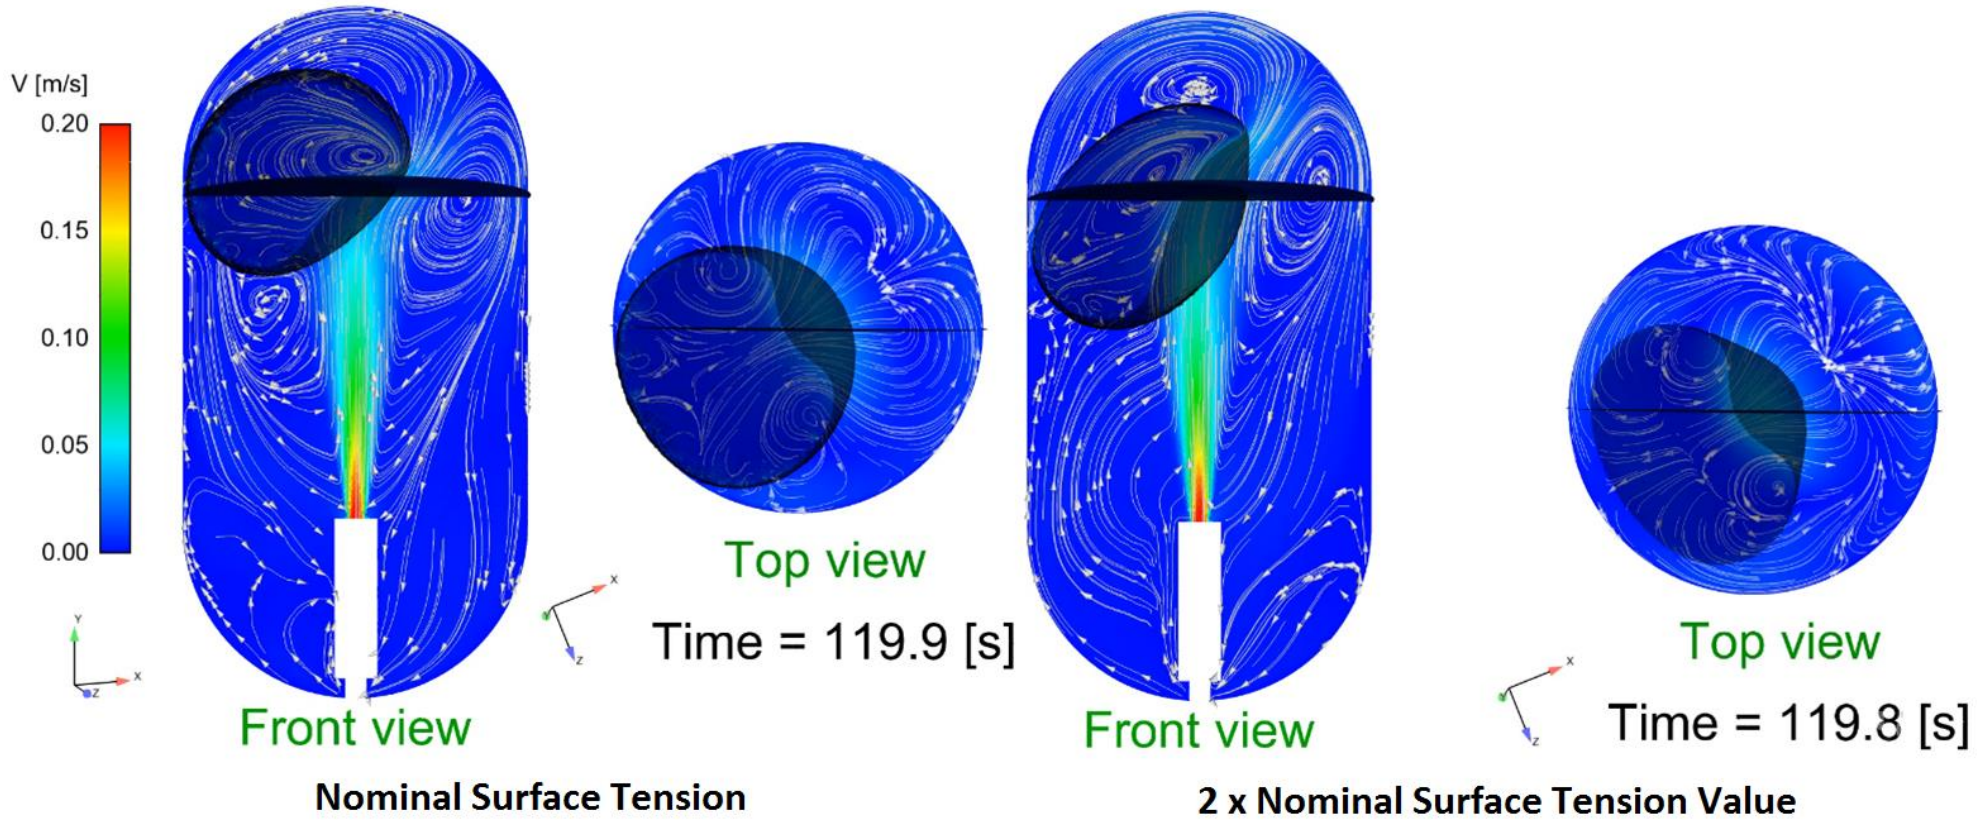 V [m/s]
0.20
0.15
0.10
0.05
0.00
Y
X
Z
Front view
X
Y
Z
Top view
Time = 119.9 [s]
Nominal Surface Tension
Front view
X
Y
Z
Top view
Time = 119.8 [s]
2 x Nominal Surface Tension Value